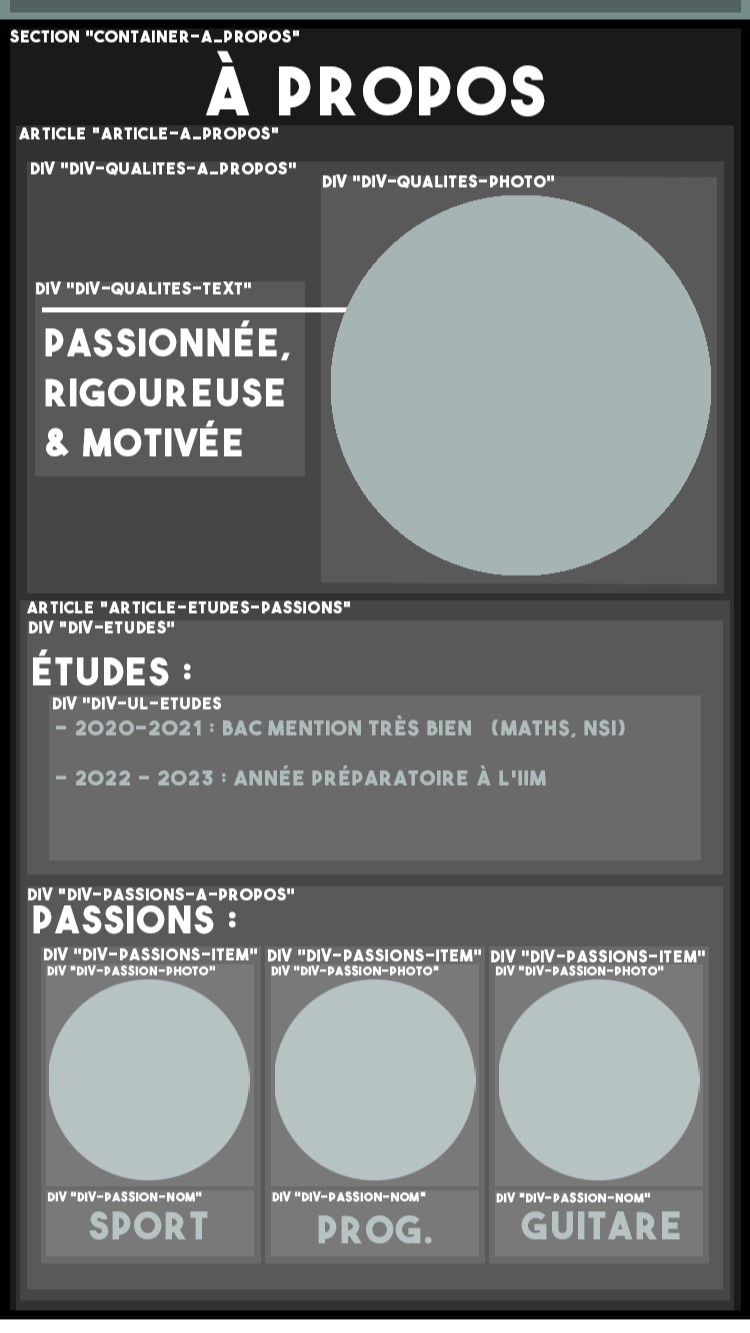 SECTION "CONTAINER-A_PROPOS"
À PROPOS
ARTICLE "ARTICLE-A_PROPOS"
DIV "DIV-QUALITES-A_PROPOS"
DIV "DIV-QUALITES-PHOTO"
DIV "DIV-QUALITES-TEXT"
PASSIONNÉE,
RIGOUREUSE
& MOTIVÉE
ARTICLE "ARTICLE-ETUDES-PASSIONS"
DIV "DIV-ETUDES"
ÉTUDES :
DIV "DIV-UL-ETUDES
- 2020-2021 : BAC MENTION TRÈS BIEN (MATHS, NSI)
- 2022 - 2023 : ANNÉE PRÉPARATOIRE À L'IIM
DIV "DIV-PASSIONS-A-PROPOS"
PASSIONS :
DIV "DIV-PASSIONS-ITEM" DIV "DIV-PASSIONS-ITEM" DIV "DIV-PASSIONS-ITEM"
DIV "DIV-PASSION-PHOTO" DIV "DIV-PASSION-PHOTO" DIV "DIV-PASSION-PHOTO"
DIV "DIV-PASSION-NOM" DIV "DIV-PASSION-NOM" DIV "DIV-PASSION-NOM"
SPORT PROG. GUITARE